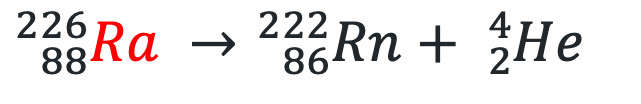 ²²⁶₈₈Ra → ²²²₈₆Rn + ⁴₂He